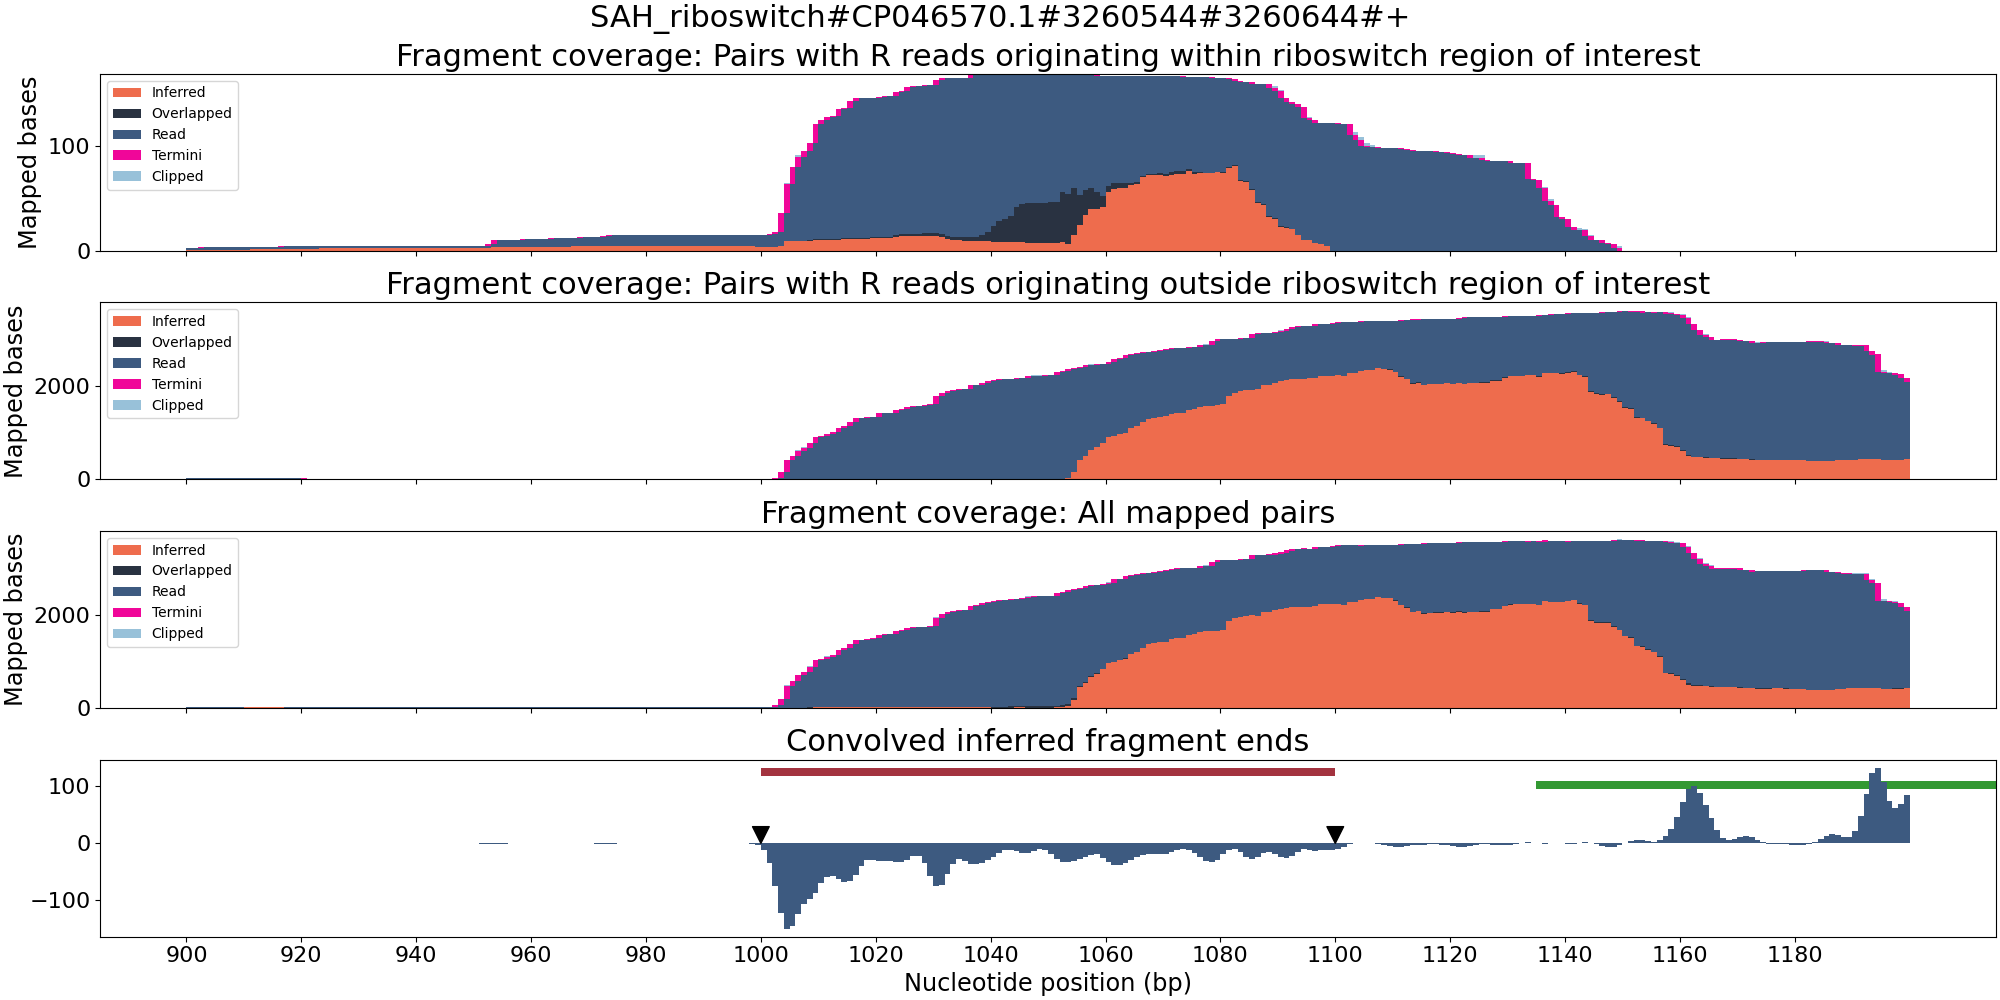 SAH_riboswitch#CP046570.1#3260544#3260644#+
Fragment coverage: Pairs with R reads originating within riboswitch region of interest
Mapped bases
100
0
Inferred
Overlapped
Read
Termini
Clipped
Fragment coverage: Pairs with R reads originating outside riboswitch region of interest
Mapped bases
2000
0
Inferred
Overlapped
Read
Termini
Clipped
Fragment coverage: All mapped pairs
Mapped bases
2000
0
Inferred
Overlapped
Read
Termini
Clipped
Convolved inferred fragment ends
100
0
−100
900 920 940 960 980 1000 1020 1040 1060 1080 1100 1120 1140 1160 1180
Nucleotide position (bp)